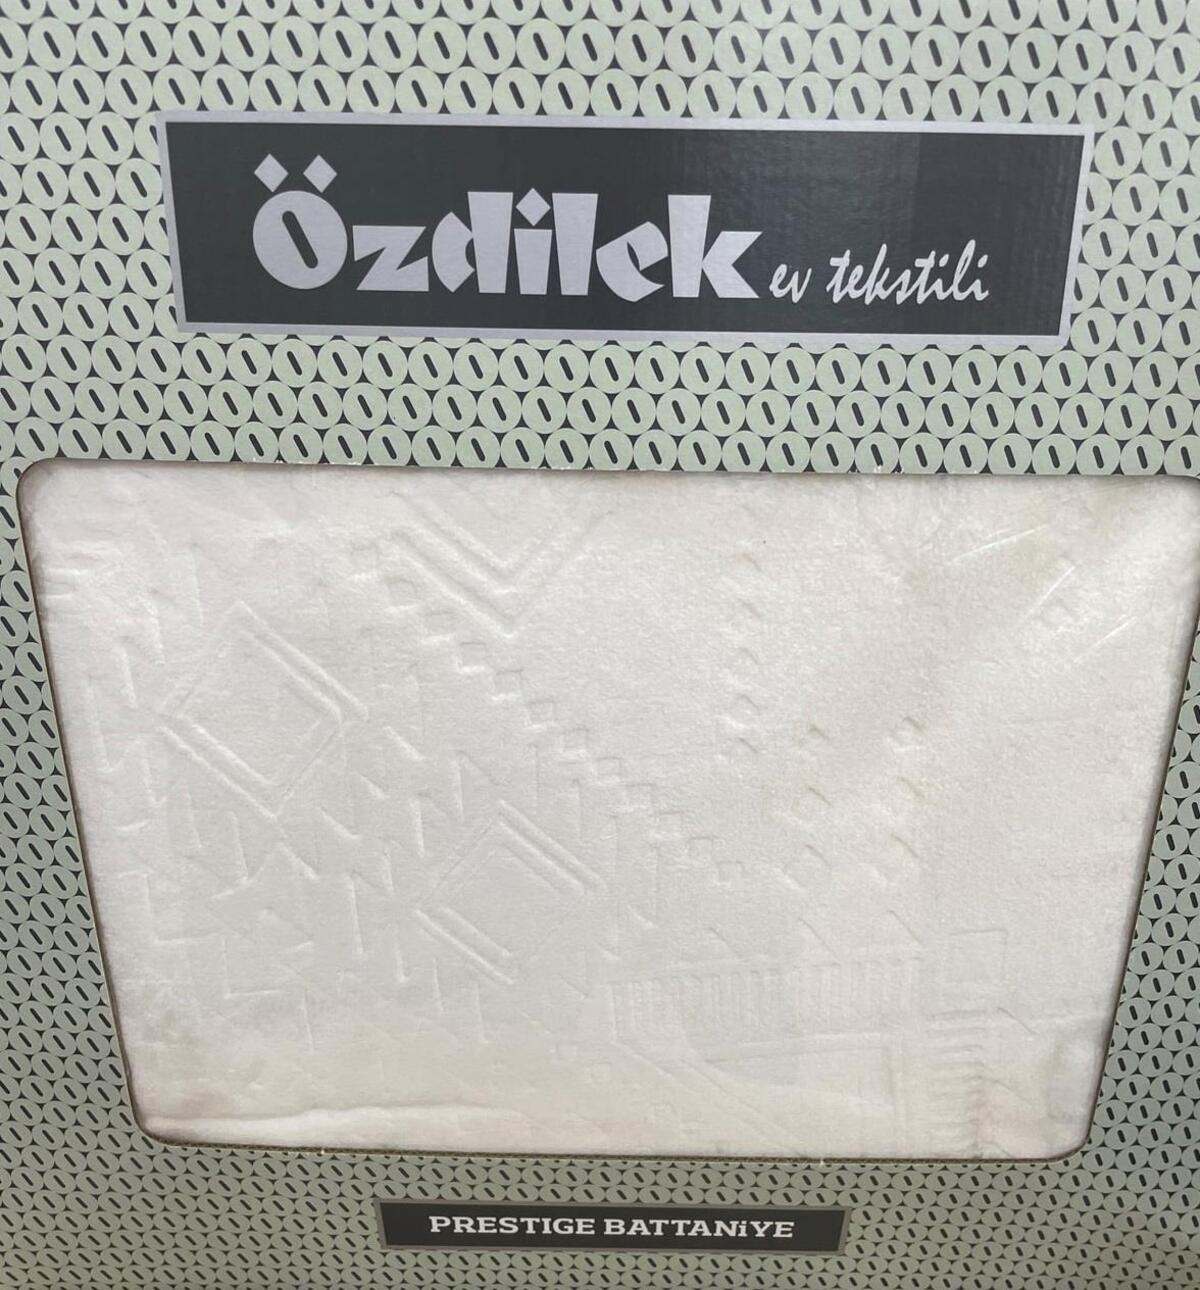 Özdilek ev tekstili
PRESTIGE BATTANİYE